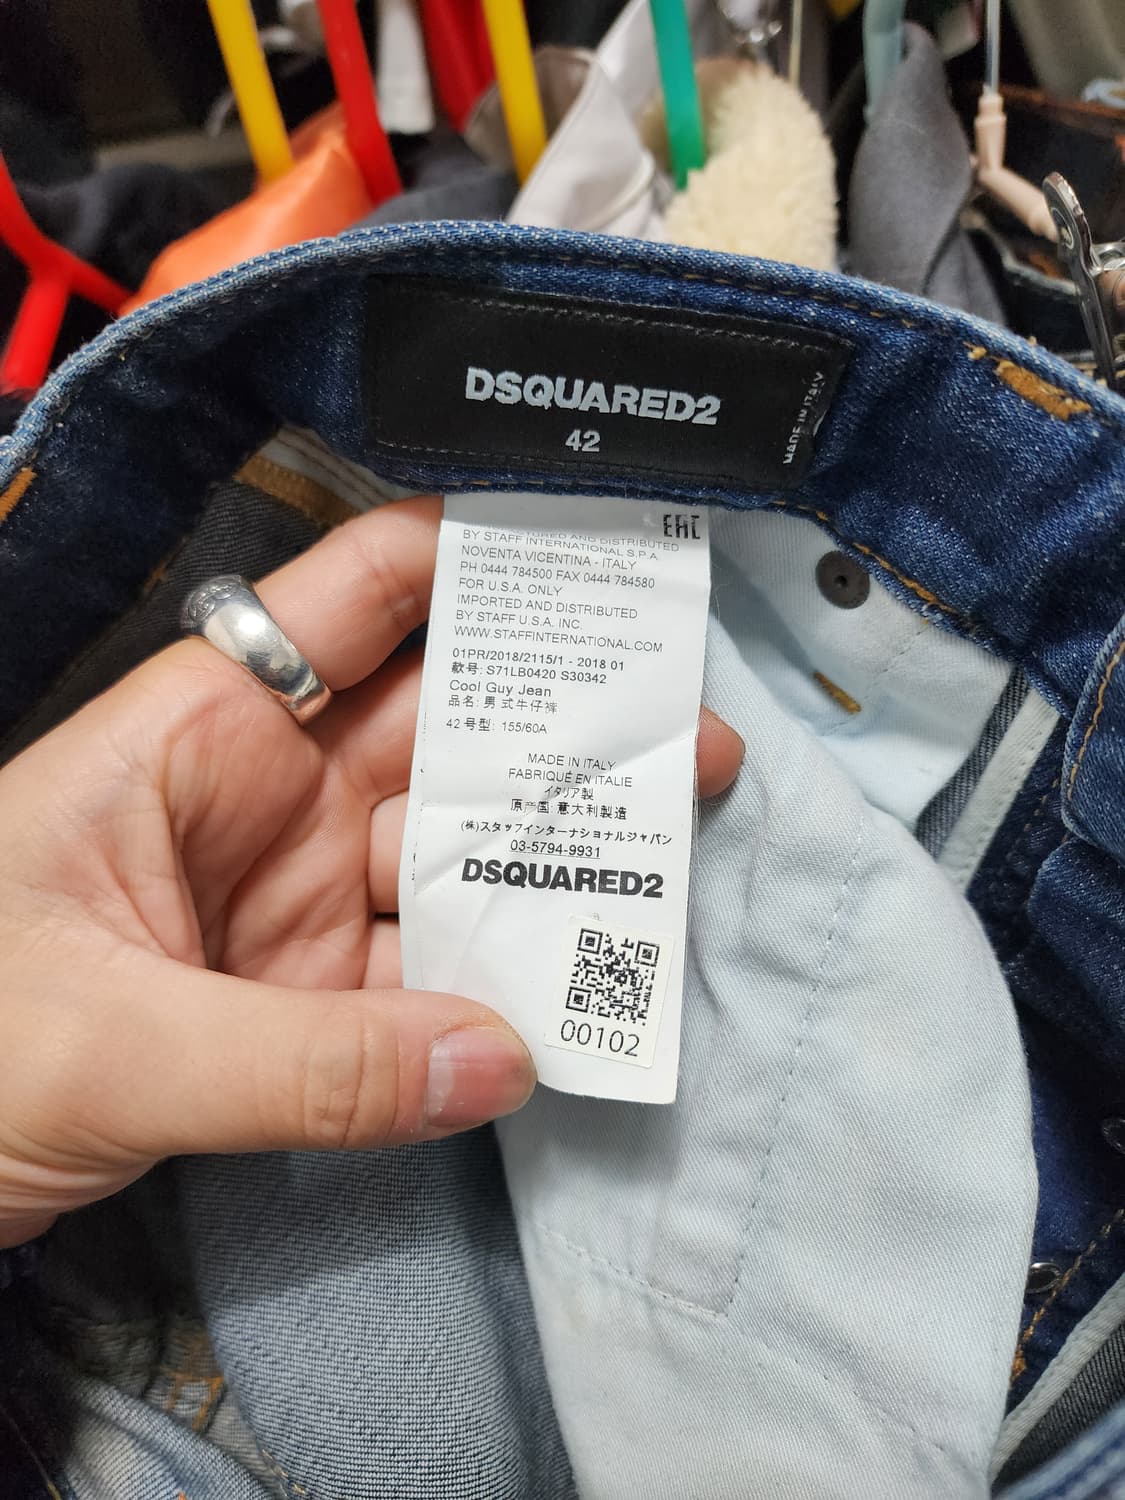 DSQUARED2
42
MADE IN ITALY
EAC
AND DISTRIBUTED
BY STAFF INTERNATIONAL S.P.A.
NOVENTA VICENTINA - ITALY
PH 0444 784500 FAX 0444 784580
FOR U.S.A. ONLY
IMPORTED AND DISTRIBUTED
BY STAFF U.S.A. INC.
WWW.STAFFINTERNATIONAL.COM
01PR/2018/2115/1 - 2018 01
款号: S71LB0420 S30342
Cool Guy Jean
品名: 男 式牛仔裤
42 号型: 155/60A
MADE IN ITALY
FABRIQUÉ EN ITALIE
イタリア製
原产国: 意大利製造
(株)スタッフインターナショナルジャパン
03-5794-9931
DSQUARED2
00102